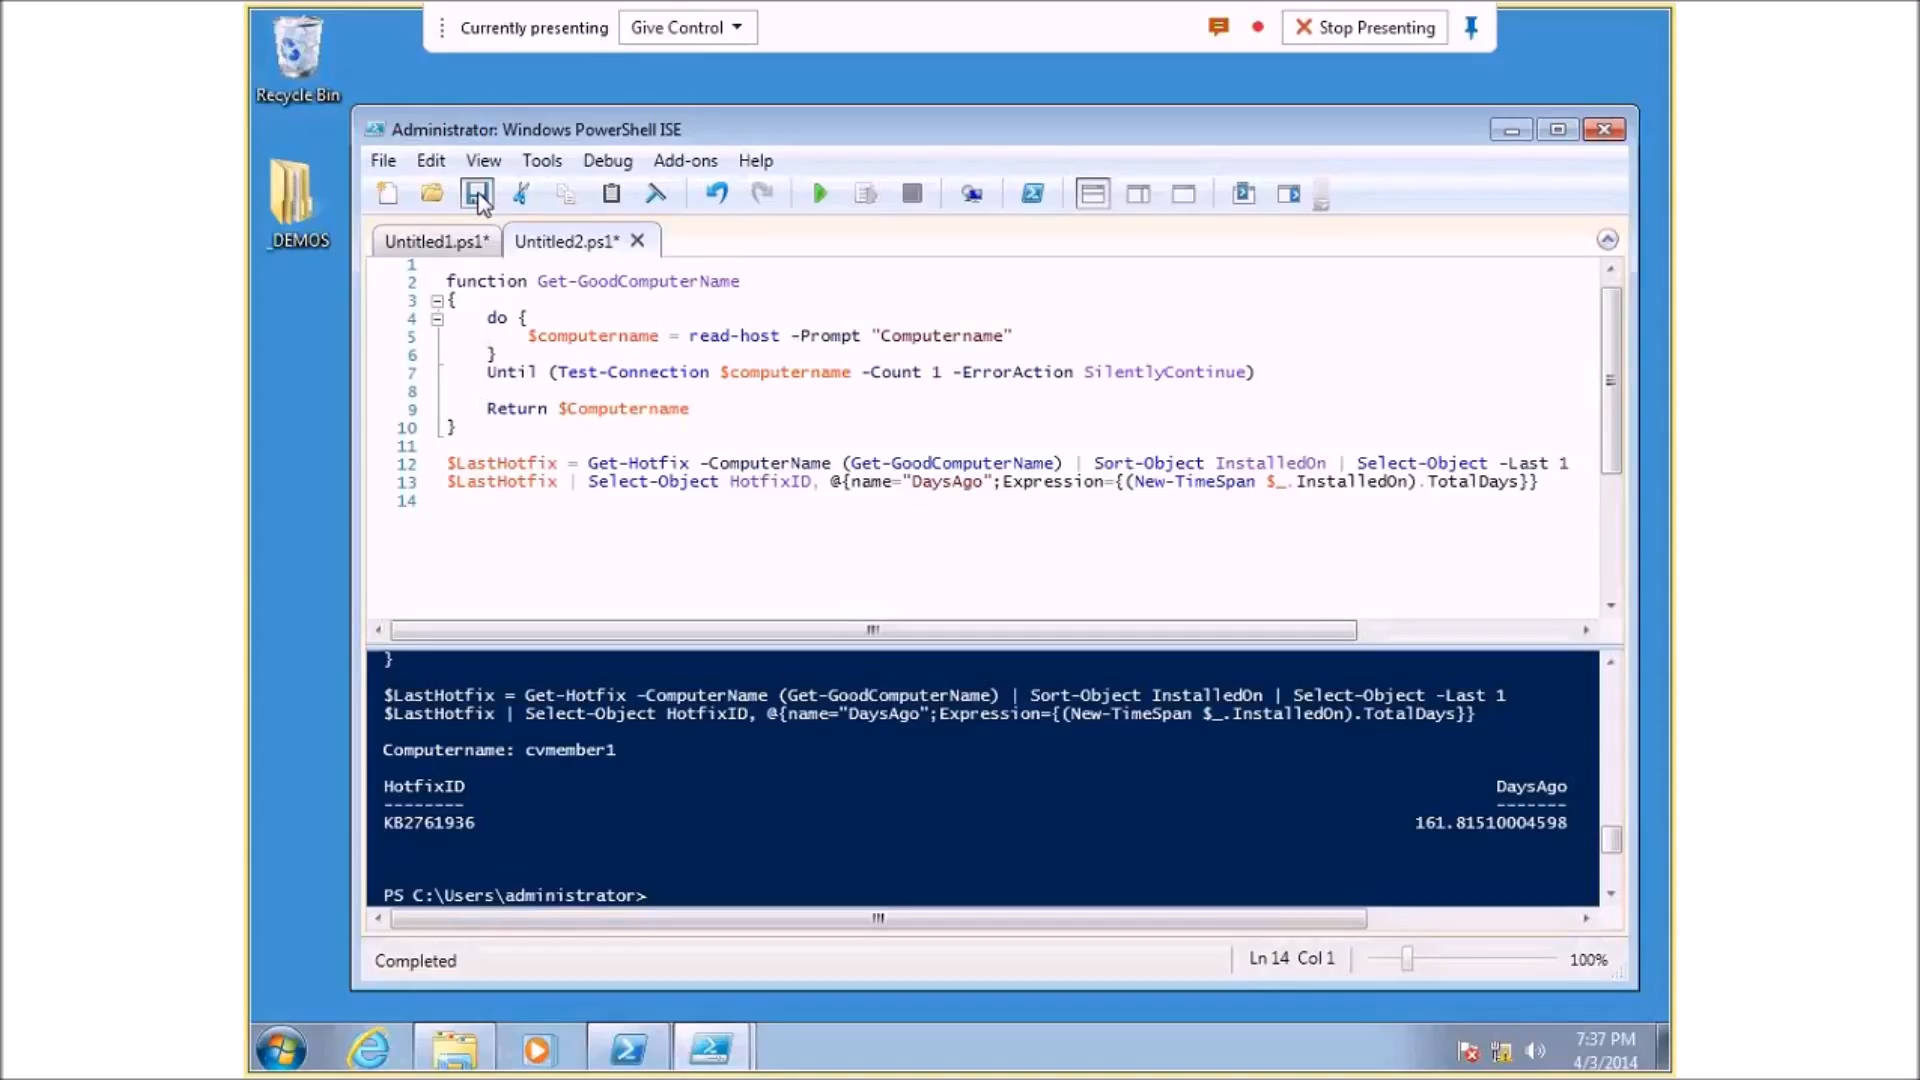 Currently presenting
Give Control
Stop Presenting
Recycle Bin
_DEMOS
Administrator: Windows PowerShell ISE
File Edit View Tools Debug Add-ons Help
Untitled1.ps1* Untitled2.ps1*
1
2 function Get-GoodComputerName
3 {
4 do {
5 $computername = read-host -Prompt "Computername"
6 }
7 Until (Test-Connection $computername -Count 1 -ErrorAction SilentlyContinue)
8
9 Return $Computername
10 }
11
12 $LastHotfix = Get-Hotfix -ComputerName (Get-GoodComputerName) | Sort-Object InstalledOn | Select-Object -Last 1
13 $LastHotfix | Select-Object HotfixID, @{name="DaysAgo";Expression={(New-TimeSpan $_.InstalledOn).TotalDays}}
14
}
$LastHotfix = Get-Hotfix -ComputerName (Get-GoodComputerName) | Sort-Object InstalledOn | Select-Object -Last 1
$LastHotfix | Select-Object HotfixID, @{name="DaysAgo";Expression={(New-TimeSpan $_.InstalledOn).TotalDays}}
Computername: cvmember1
HotfixID DaysAgo
-------- -------
KB2761936 161.81510004598
PS C:\Users\administrator>
Completed
Ln 14 Col 1
100%
7:37 PM
4/3/2014